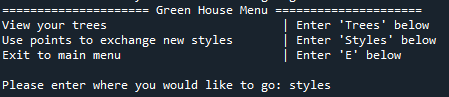 ==================== Green House Menu ====================
View your trees | Enter 'Trees' below
Use points to exchange new styles | Enter 'Styles' below
Exit to main menu | Enter 'E' below
Please enter where you would like to go: styles